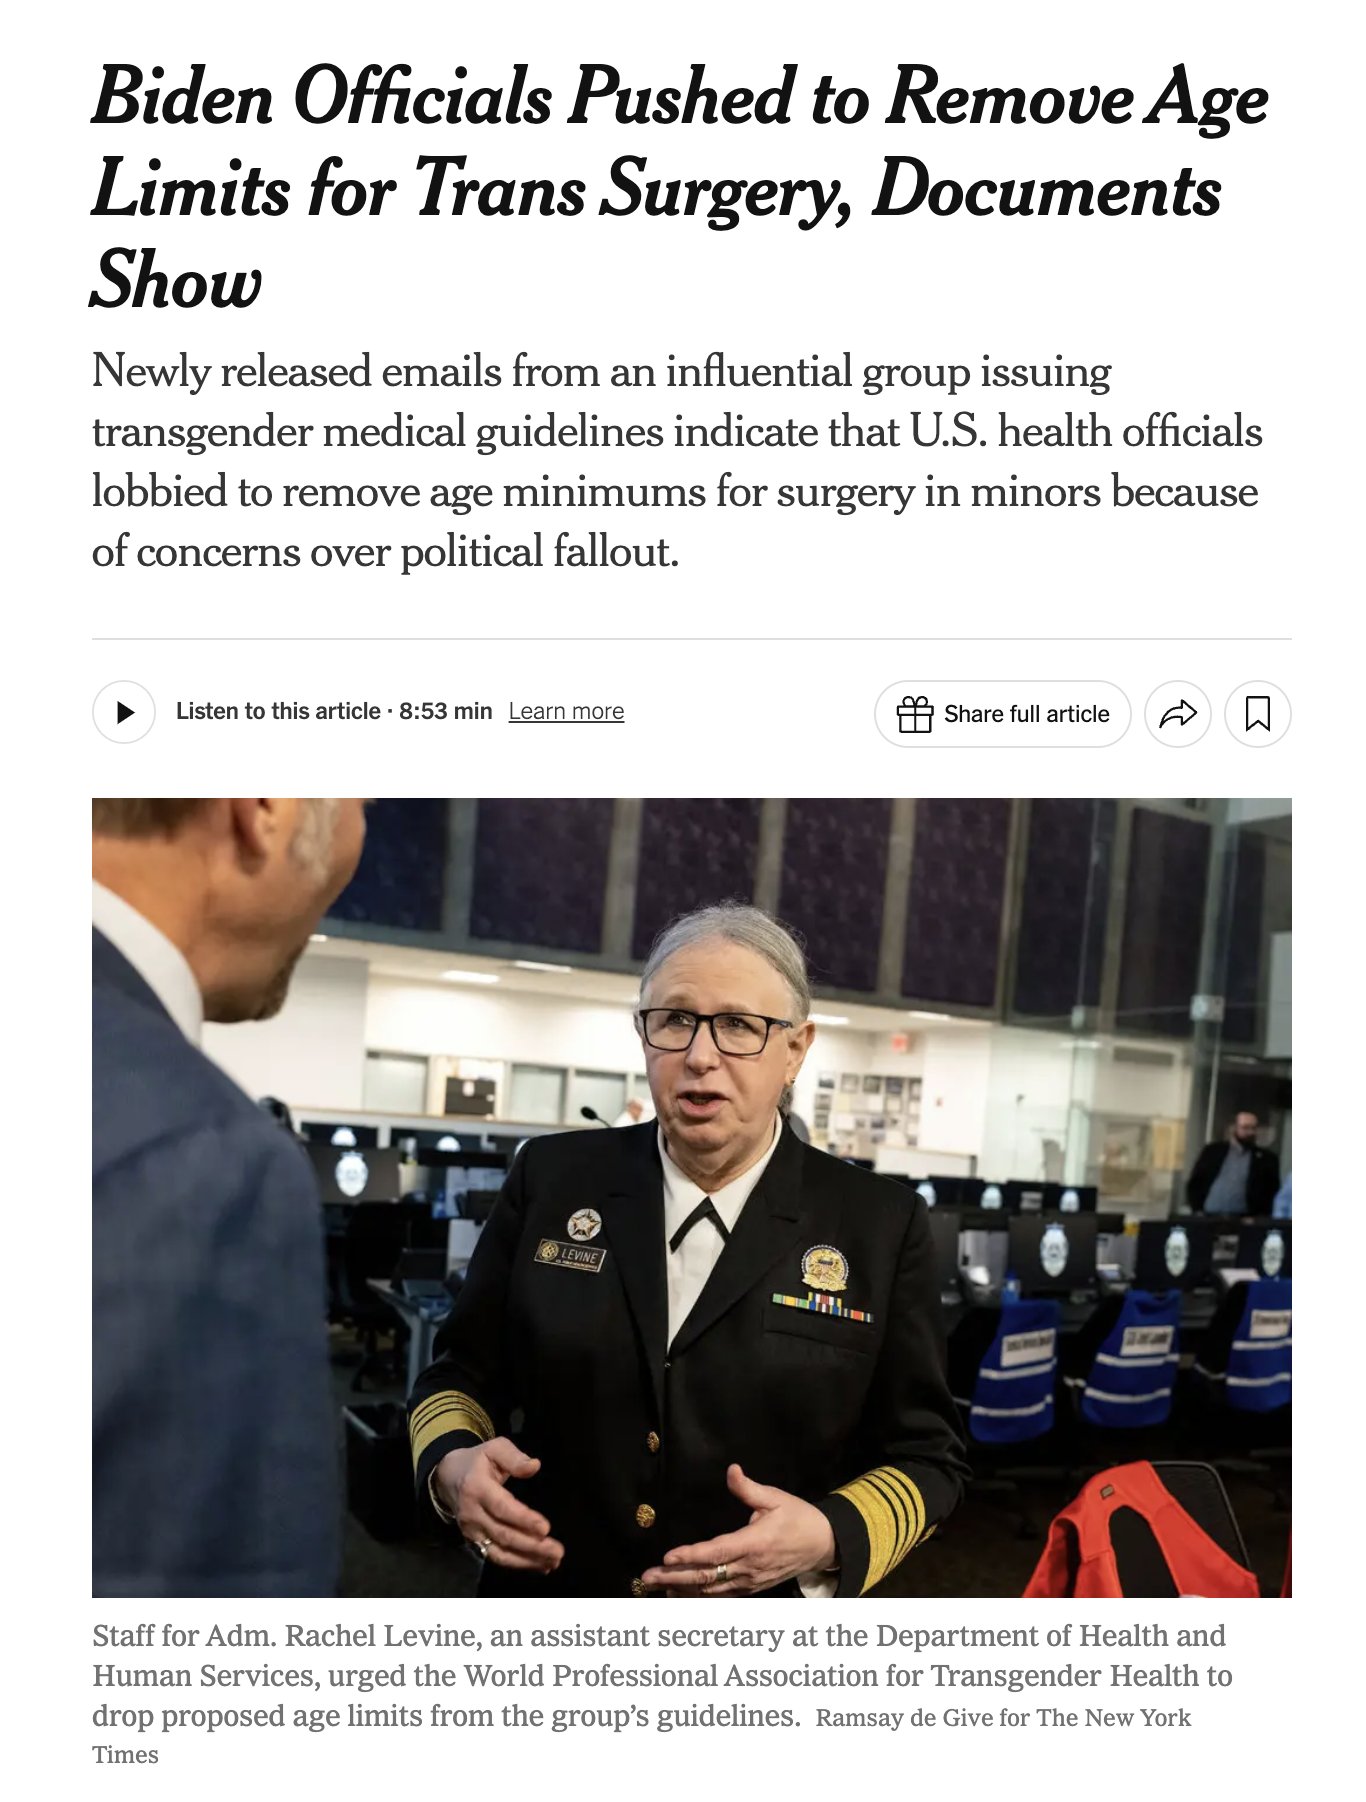 Biden Officials Pushed to Remove Age
Limits for Trans Surgery, Documents
Show
Newly released emails from an influential group issuing
transgender medical guidelines indicate that U.S. health officials
lobbied to remove age minimums for surgery in minors because
of concerns over political fallout.
Listen to this article · 8:53 min Learn more
Share full article
LEVINE
Staff for Adm. Rachel Levine, an assistant secretary at the Department of Health and
Human Services, urged the World Professional Association for Transgender Health to
drop proposed age limits from the group’s guidelines. Ramsay de Give for The New York
Times